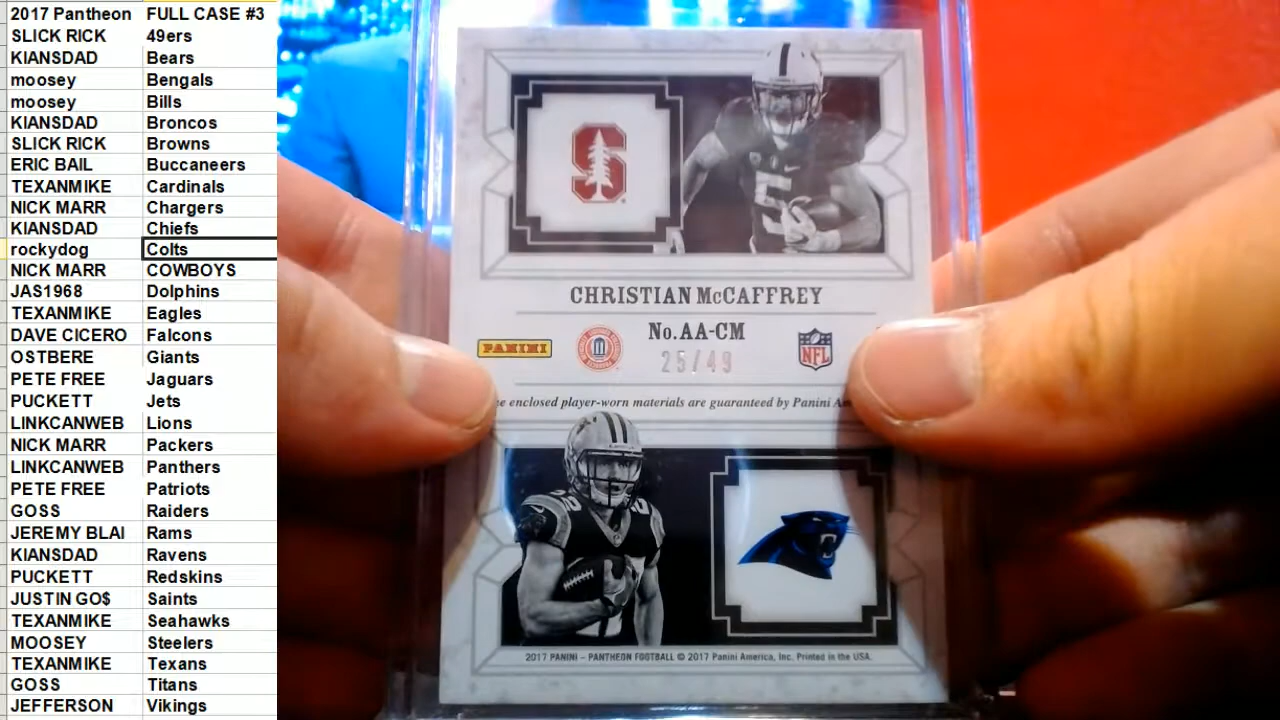 2017 Pantheon FULL CASE #3
SLICK RICK 49ers
KIANSDAD Bears
moosey Bengals
moosey Bills
KIANSDAD Broncos
SLICK RICK Browns
ERIC BAIL Buccaneers
TEXANMIKE Cardinals
NICK MARR Chargers
KIANSDAD Chiefs
rockydog Colts
NICK MARR COWBOYS
JAS1968 Dolphins
TEXANMIKE Eagles
DAVE CICERO Falcons
OSTBERE Giants
PETE FREE Jaguars
PUCKETT Jets
LINKCANWEB Lions
NICK MARR Packers
LINKCANWEB Panthers
PETE FREE Patriots
GOSS Raiders
JEREMY BLAI Rams
KIANSDAD Ravens
PUCKETT Redskins
JUSTIN GO$ Saints
TEXANMIKE Seahawks
MOOSEY Steelers
TEXANMIKE Texans
GOSS Titans
JEFFERSON Vikings
S
5
CHRISTIAN McCAFFREY
No.AA-CM
PANINI
25/49
NFL
enclosed player-worn materials are guaranteed by Panini
2017 PANINI – PANTHEON FOOTBALL © 2017 Panini America, Inc. Printed in the USA.